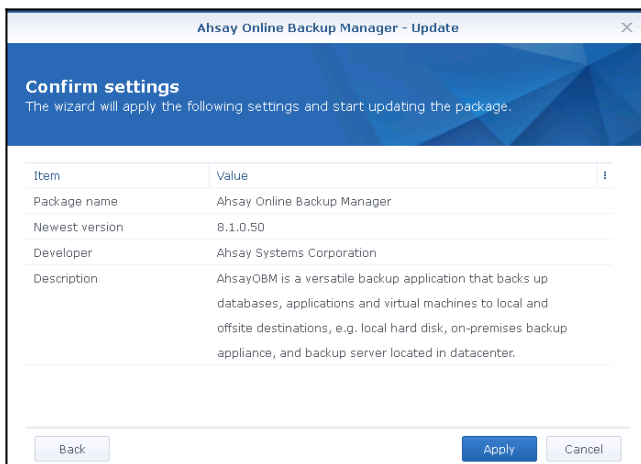 Ahsay Online Backup Manager - Update
Confirm settings
The wizard will apply the following settings and start updating the package.
Item Value
Package name Ahsay Online Backup Manager
Newest version 8.1.0.50
Developer Ahsay Systems Corporation
Description AhsayOBM is a versatile backup application that backs up
databases, applications and virtual machines to local and
offsite destinations, e.g. local hard disk, on-premises backup
appliance, and backup server located in datacenter.
Back Apply Cancel